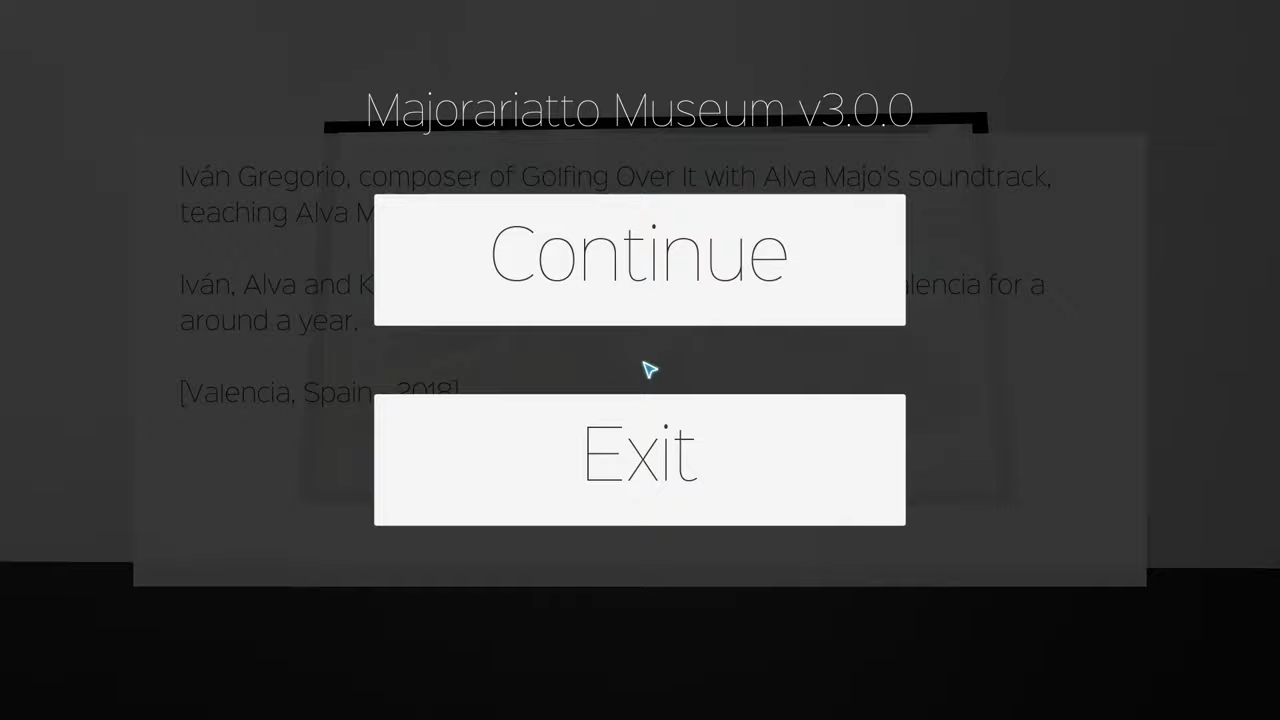 Majorariatto Museum v3.0.0
Iván Gregorio, composer of Golfing Over It with Alva Majo's soundtrack,
teaching Alva
Continue
Iván, Alva and
for a
around a year.
[Valencia, Spain 2018]
Exit